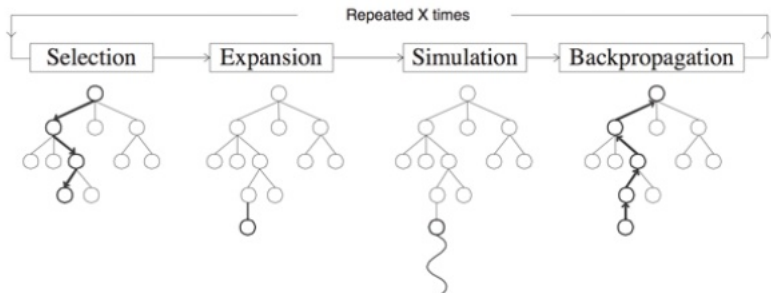 Repeated X times
Selection
Expansion
Simulation
Backpropagation